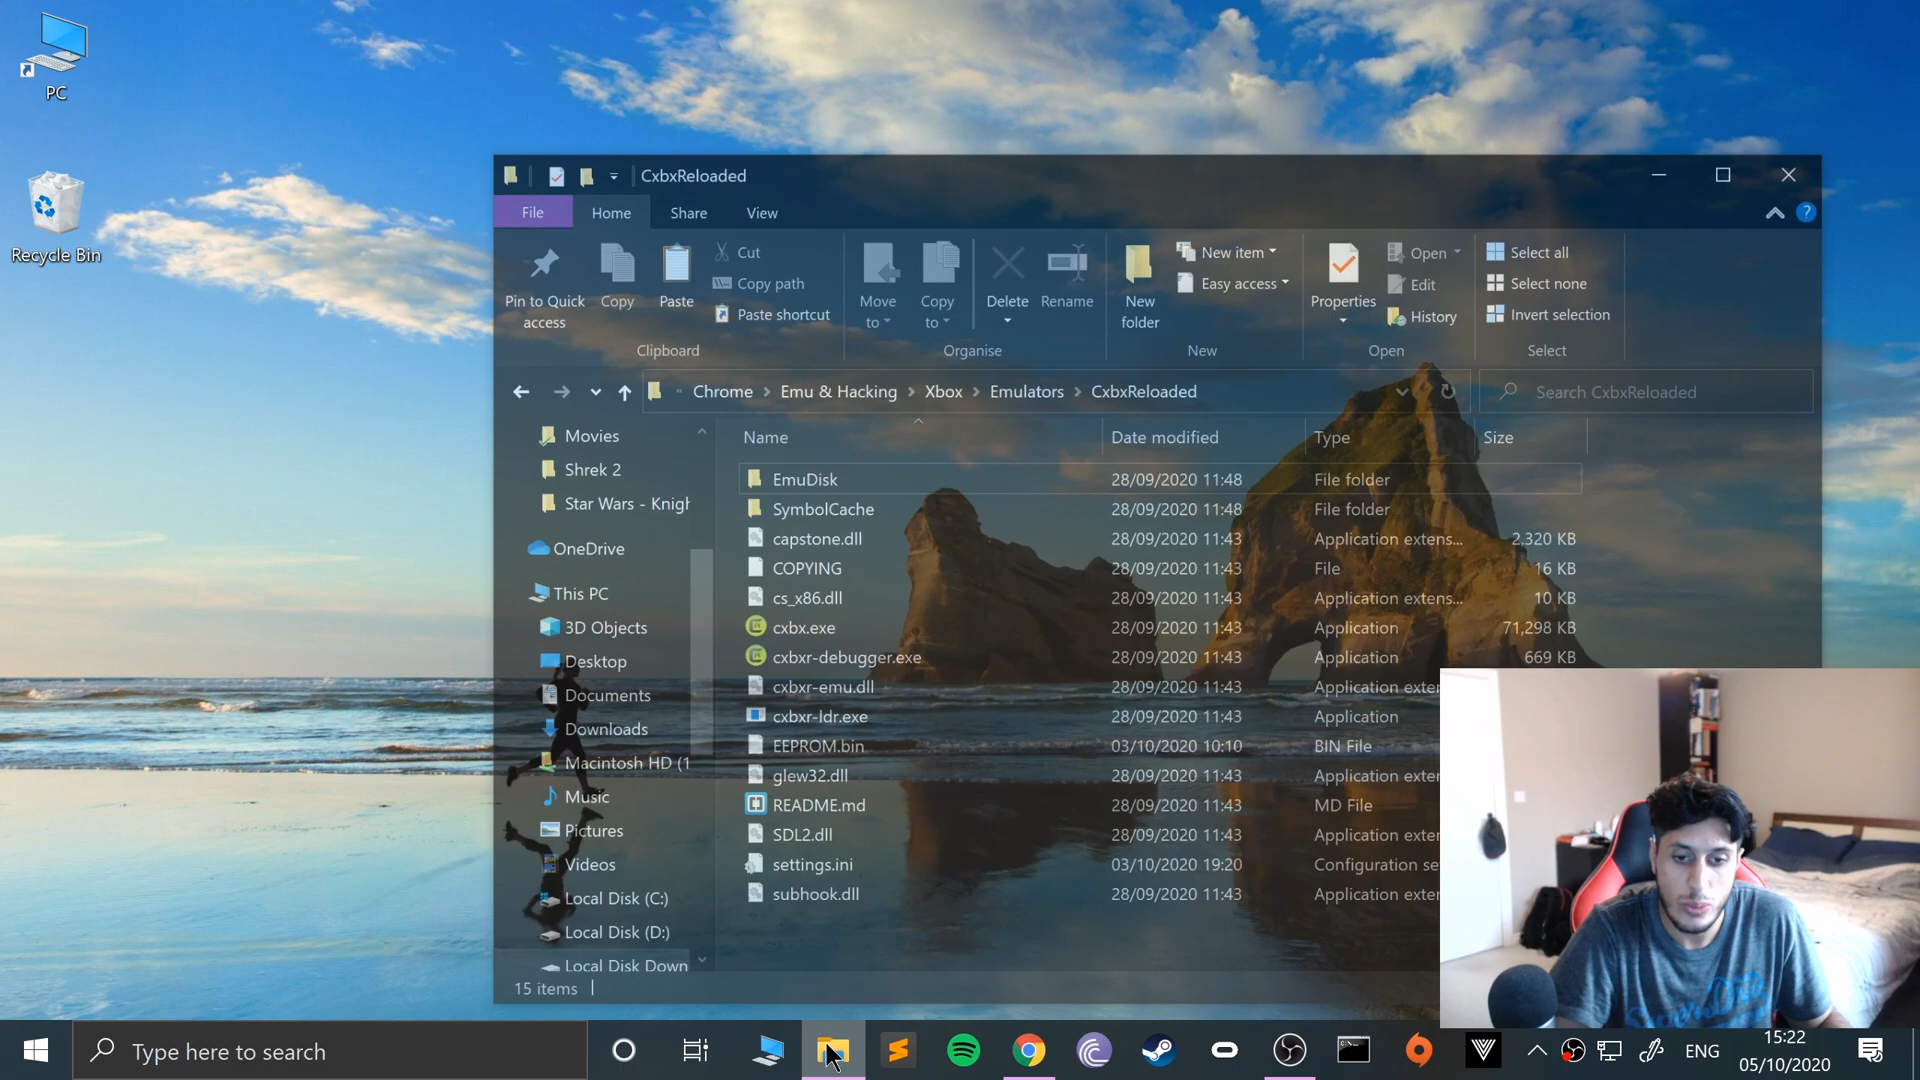 PC
Recycle Bin
CxbxReloaded
File
Home
Share
View
Pin to Quick access
Copy
Paste
Cut
Copy path
Paste shortcut
Clipboard
Move to
Copy to
Delete
Rename
Organise
New folder
New item
Easy access
New
Properties
Open
Edit
History
Open
Select all
Select none
Invert selection
Select
Chrome > Emu & Hacking > Xbox > Emulators > CxbxReloaded
Search CxbxReloaded
Movies
Shrek 2
Star Wars - Knigh
OneDrive
This PC
3D Objects
Desktop
Documents
Downloads
Macintosh HD (1
Music
Pictures
Videos
Local Disk (C:)
Local Disk (D:)
Local Disk Down
Name Date modified Type Size
EmuDisk 28/09/2020 11:48 File folder
SymbolCache 28/09/2020 11:48 File folder
capstone.dll 28/09/2020 11:43 Application extens... 2,320 KB
COPYING 28/09/2020 11:43 File 16 KB
cs_x86.dll 28/09/2020 11:43 Application extens... 10 KB
cxbx.exe 28/09/2020 11:43 Application 71,298 KB
cxbxr-debugger.exe 28/09/2020 11:43 Application 669 KB
cxbxr-emu.dll 28/09/2020 11:43 Application exter
cxbxr-ldr.exe 28/09/2020 11:43 Application
EEPROM.bin 03/10/2020 10:10 BIN File
glew32.dll 28/09/2020 11:43 Application exter
README.md 28/09/2020 11:43 MD File
SDL2.dll 28/09/2020 11:43 Application exter
settings.ini 03/10/2020 19:20 Configuration se
subhook.dll 28/09/2020 11:43 Application exter
15 items
Type here to search
ENG
15:22
05/10/2020